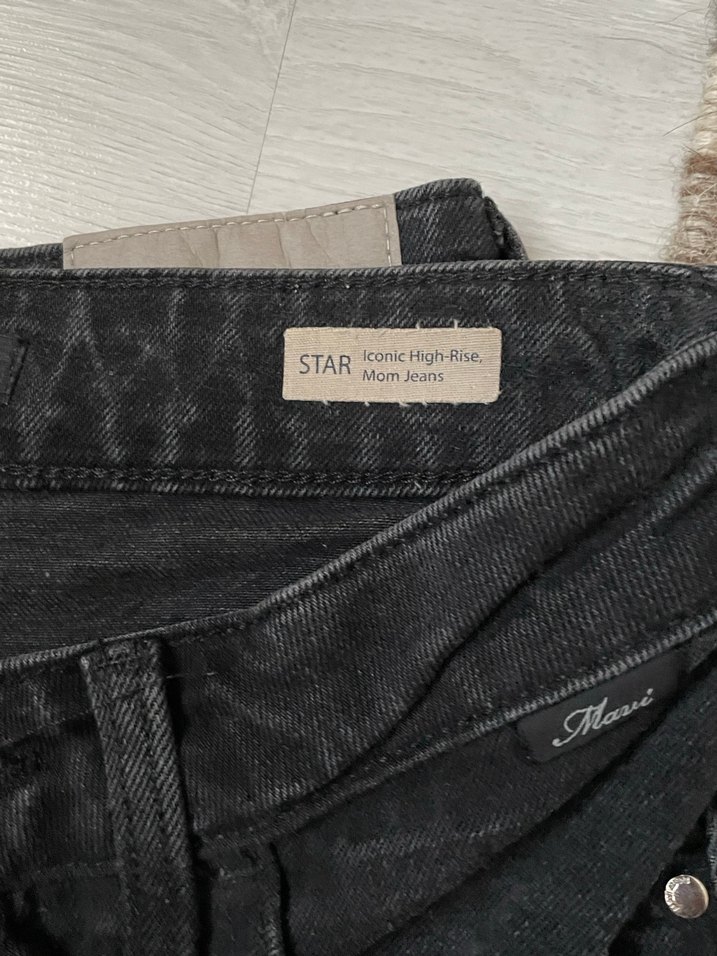 STAR
Iconic High-Rise,
Mom Jeans
Mavi